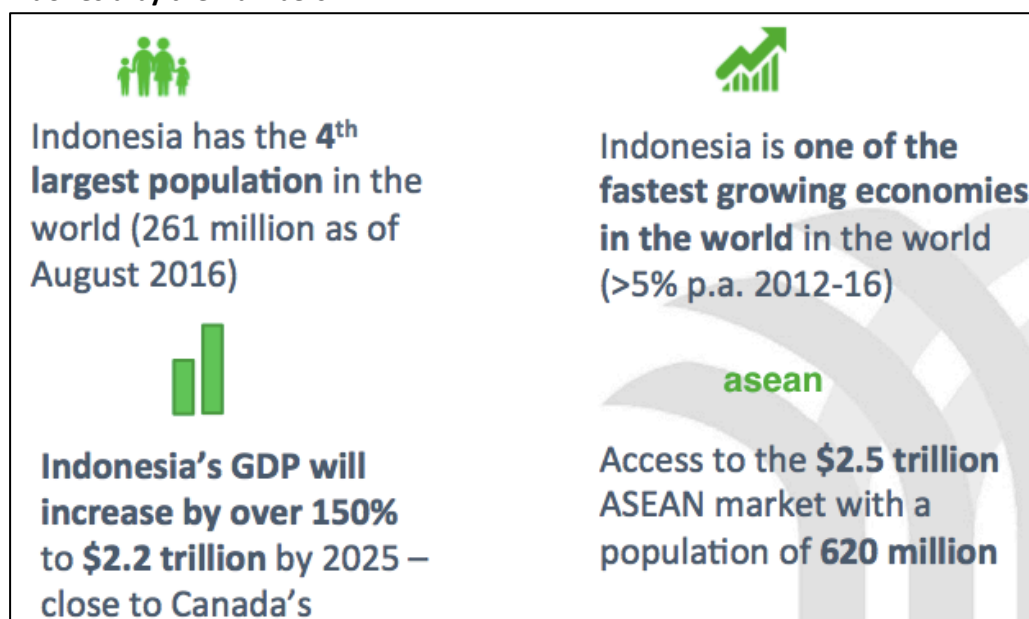 Indonesia has the 4th
largest population in the
world (261 million as of
August 2016)
Indonesia is one of the
fastest growing economies
in the world in the world
(>5% p.a. 2012-16)
Indonesia's GDP will
increase by over 150%
to $2.2 trillion by 2025 –
close to Canada's
asean
Access to the $2.5 trillion
ASEAN market with a
population of 620 million